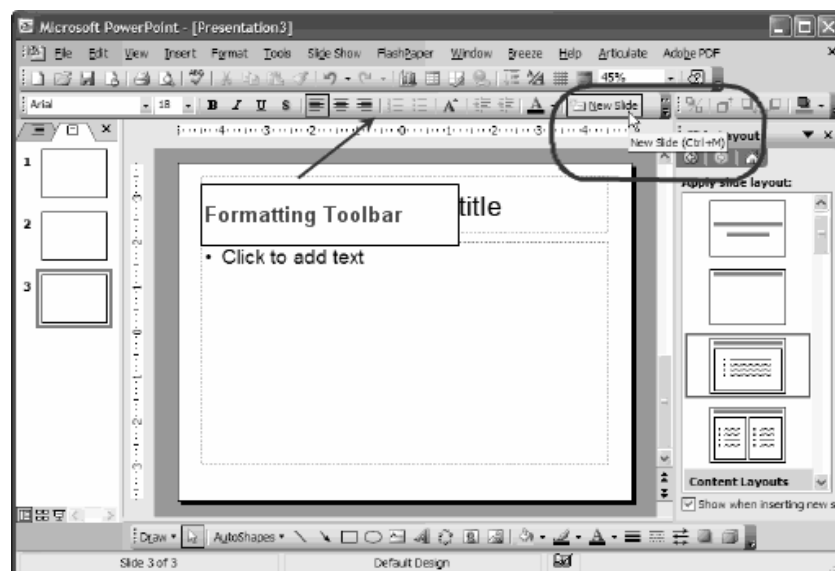 Microsoft PowerPoint - [Presentation3]
File Edit View Insert Format Tools Slide Show FlashPaper Window Breeze Help Articulate Adobe PDF
45%
Arial 18 B I U S A A New Slide
New Slide (Ctrl+M)
Layout
Apply slide layout:
1
2
3
Formatting Toolbar
title
• Click to add text
Content Layouts
Show when inserting new s
Draw AutoShapes A
Slide 3 of 3 Default Design